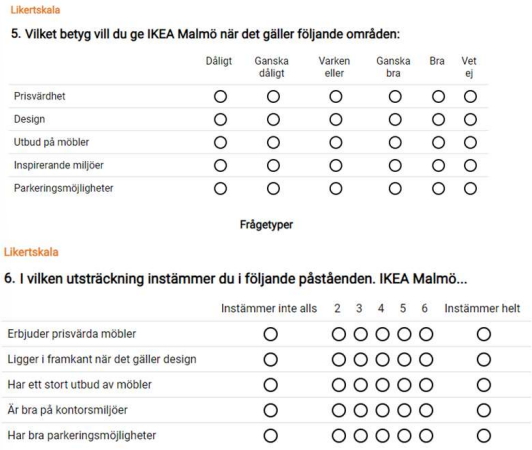 Likertskala
5. Vilket betyg vill du ge IKEA Malmö när det gäller följande områden:
Dåligt Ganska dåligt Varken eller Ganska bra Bra Vet ej
Prisvärdhet
Design
Utbud på möbler
Inspirerande miljöer
Parkeringsmöjligheter
Frågetyper
Likertskala
6. I vilken utsträckning instämmer du i följande påståenden. IKEA Malmö...
Instämmer inte alls 2 3 4 5 6 Instämmer helt
Erbjuder prisvärda möbler
Ligger i framkant när det gäller design
Har ett stort utbud av möbler
Är bra på kontorsmiljöer
Har bra parkeringsmöjligheter